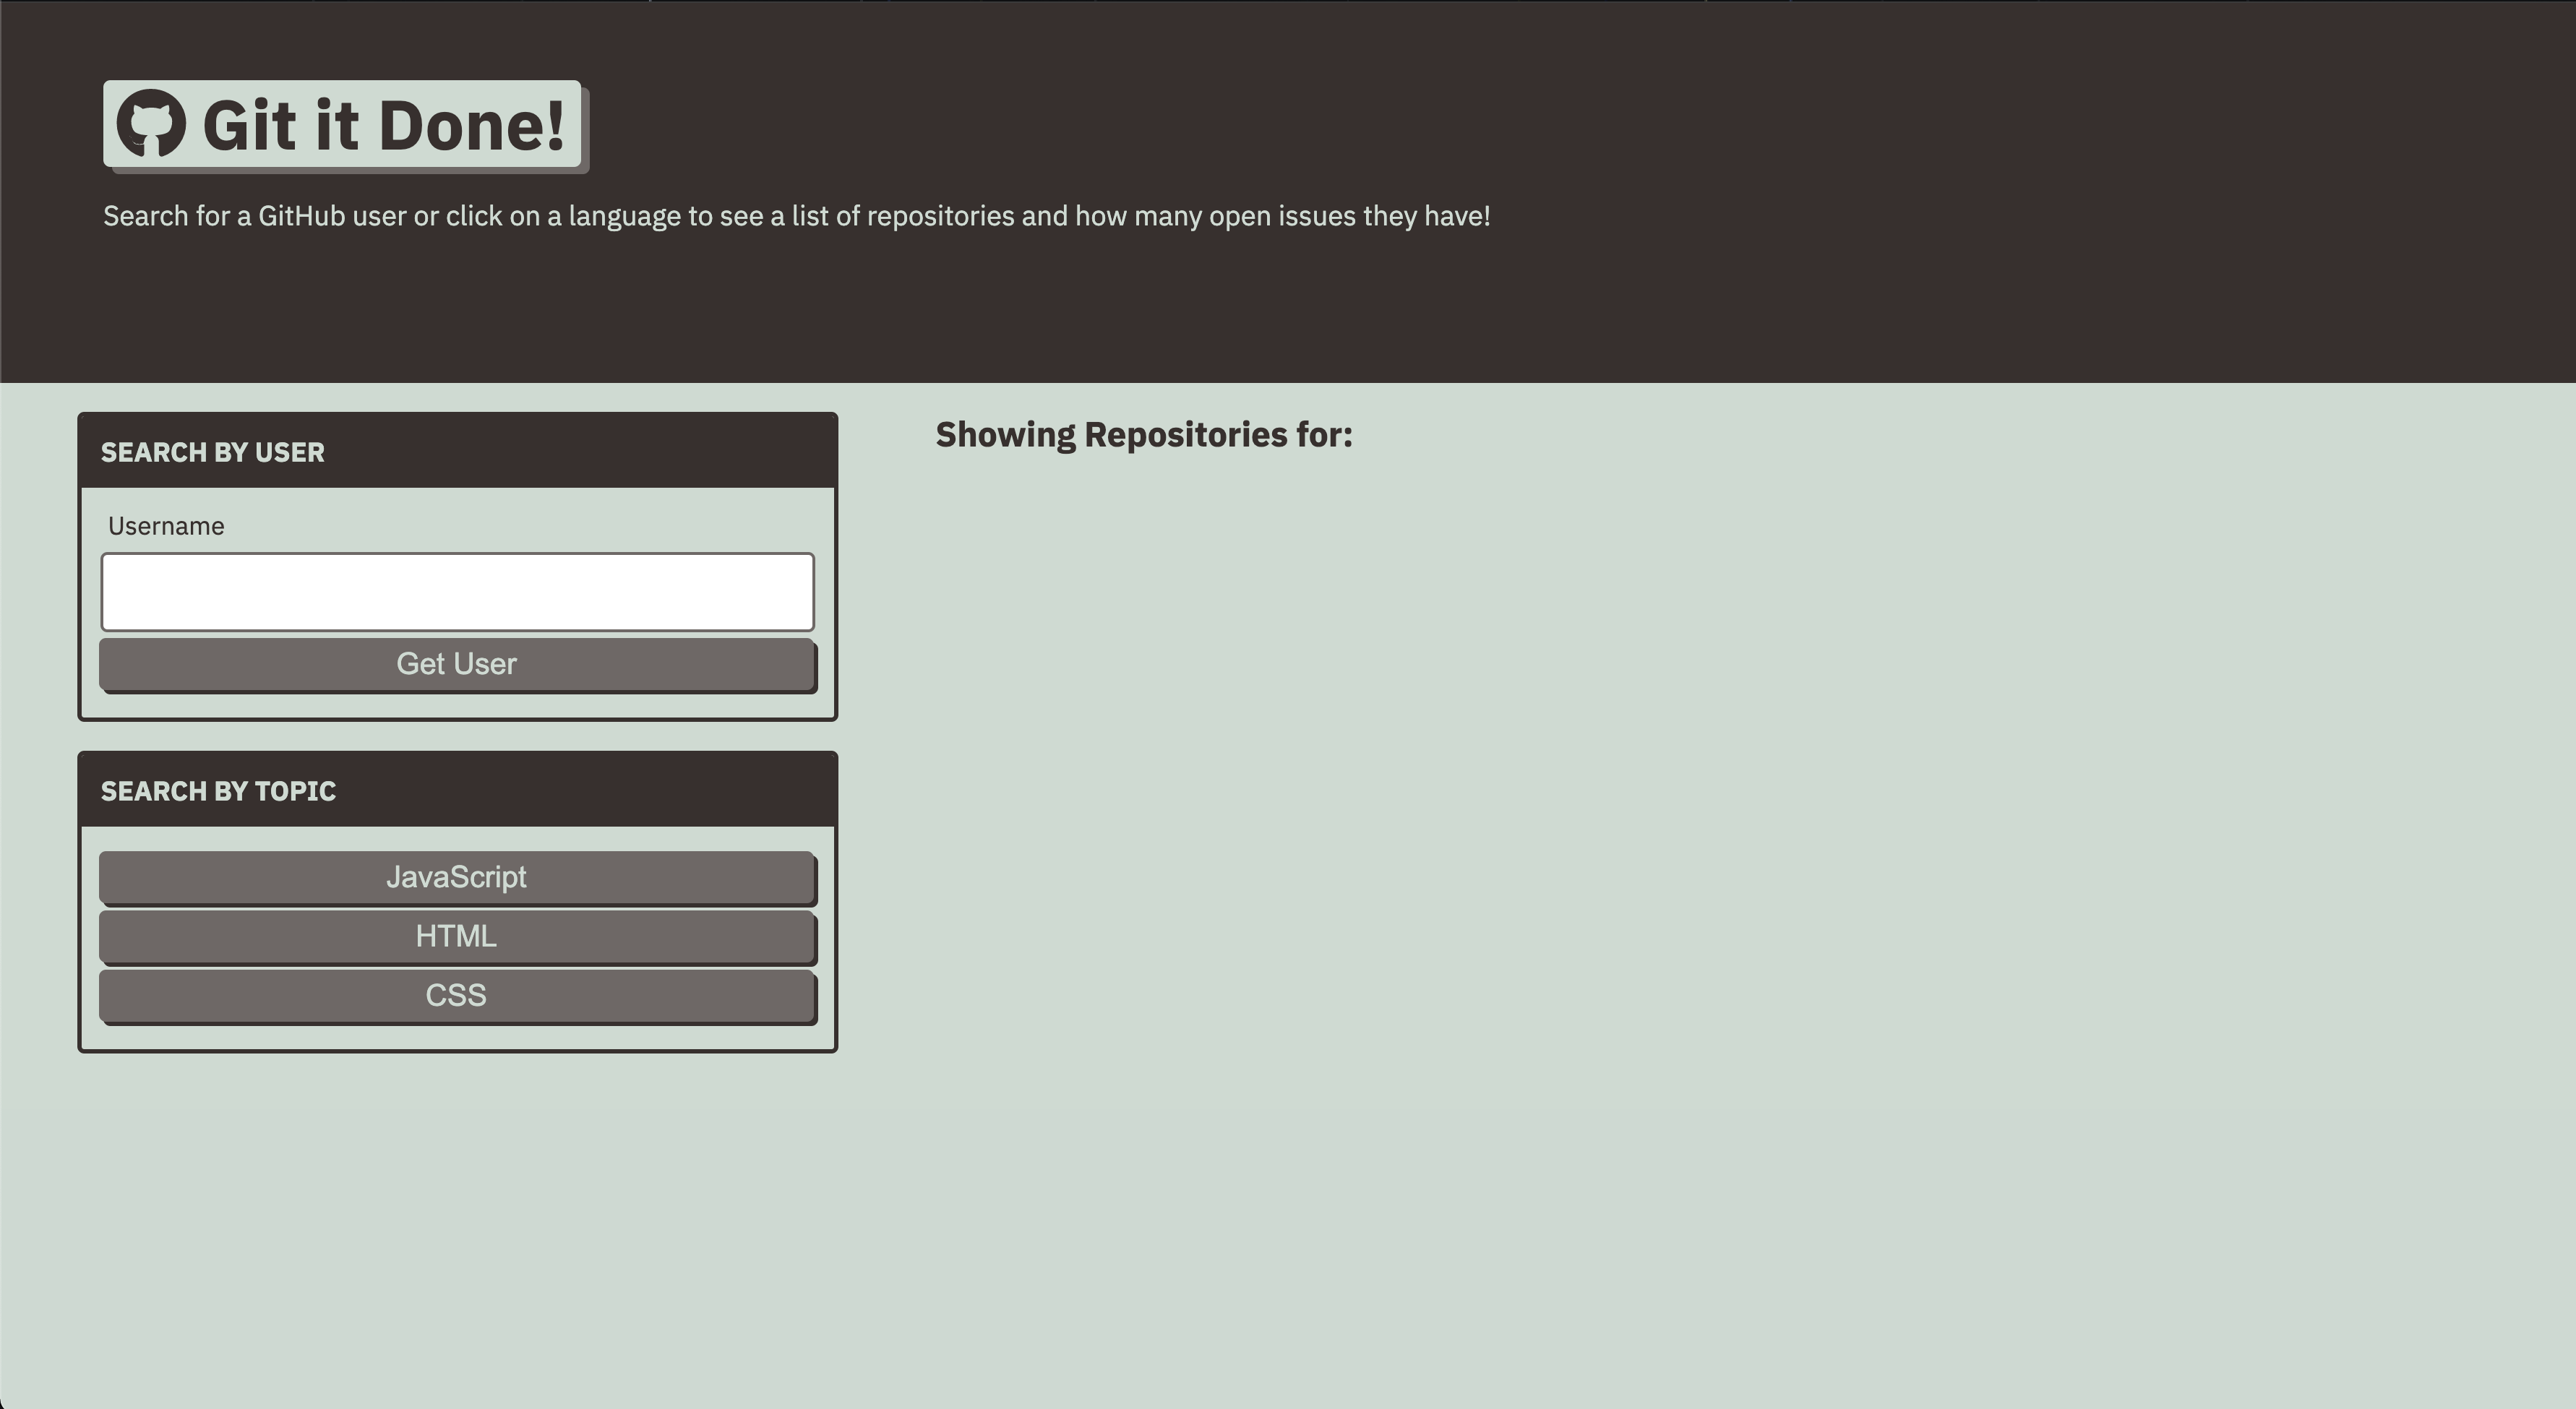 Git it Done!
Search for a GitHub user or click on a language to see a list of repositories and how many open issues they have!
SEARCH BY USER
Username
Get User
SEARCH BY TOPIC
JavaScript
HTML
CSS
Showing Repositories for: